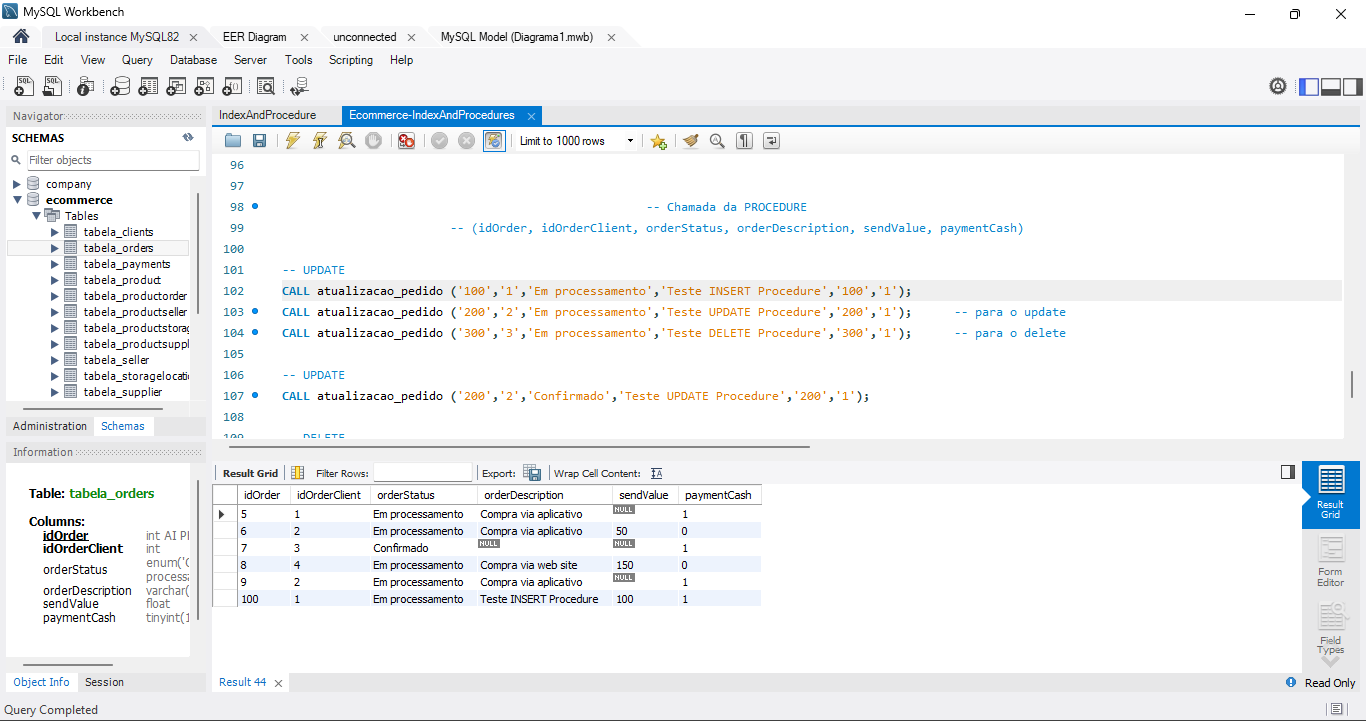 MySQL Workbench
Local instance MySQL82 EER Diagram unconnected MySQL Model (Diagrama1.mwb)
File Edit View Query Database Server Tools Scripting Help
Navigator
SCHEMAS
Filter objects
company
ecommerce
Tables
tabela_clients
tabela_orders
tabela_payments
tabela_product
tabela_productorder
tabela_productseller
tabela_productstorag
tabela_productsuppl
tabela_seller
tabela_storagelocatio
tabela_supplier
Administration Schemas
Information
Table: tabela_orders
Columns:
idOrder int AI P
idOrderClient int
orderStatus enum('C
processa
orderDescription varchar(
sendValue float
paymentCash tinyint(1
Object Info Session
IndexAndProcedure Ecommerce-IndexAndProcedures
Limit to 1000 rows
96
97
98 -- Chamada da PROCEDURE
99 -- (idOrder, idOrderClient, orderStatus, orderDescription, sendValue, paymentCash)
100
101 -- UPDATE
102 CALL atualizacao_pedido ('100','1','Em processamento','Teste INSERT Procedure','100','1');
103 CALL atualizacao_pedido ('200','2','Em processamento','Teste UPDATE Procedure','200','1'); -- para o update
104 CALL atualizacao_pedido ('300','3','Em processamento','Teste DELETE Procedure','300','1'); -- para o delete
105
106 -- UPDATE
107 CALL atualizacao_pedido ('200','2','Confirmado','Teste UPDATE Procedure','200','1');
108
109 -- DELETE
Result Grid Filter Rows: Export: Wrap Cell Content:
idOrder idOrderClient orderStatus orderDescription sendValue paymentCash
5 1 Em processamento Compra via aplicativo NULL 1
6 2 Em processamento Compra via aplicativo 50 0
7 3 Confirmado NULL NULL 1
8 4 Em processamento Compra via web site 150 0
9 2 Em processamento Compra via aplicativo NULL 1
100 1 Em processamento Teste INSERT Procedure 100 1
Result
Grid
Form
Editor
Field
Types
Result 44
Read Only
Query Completed